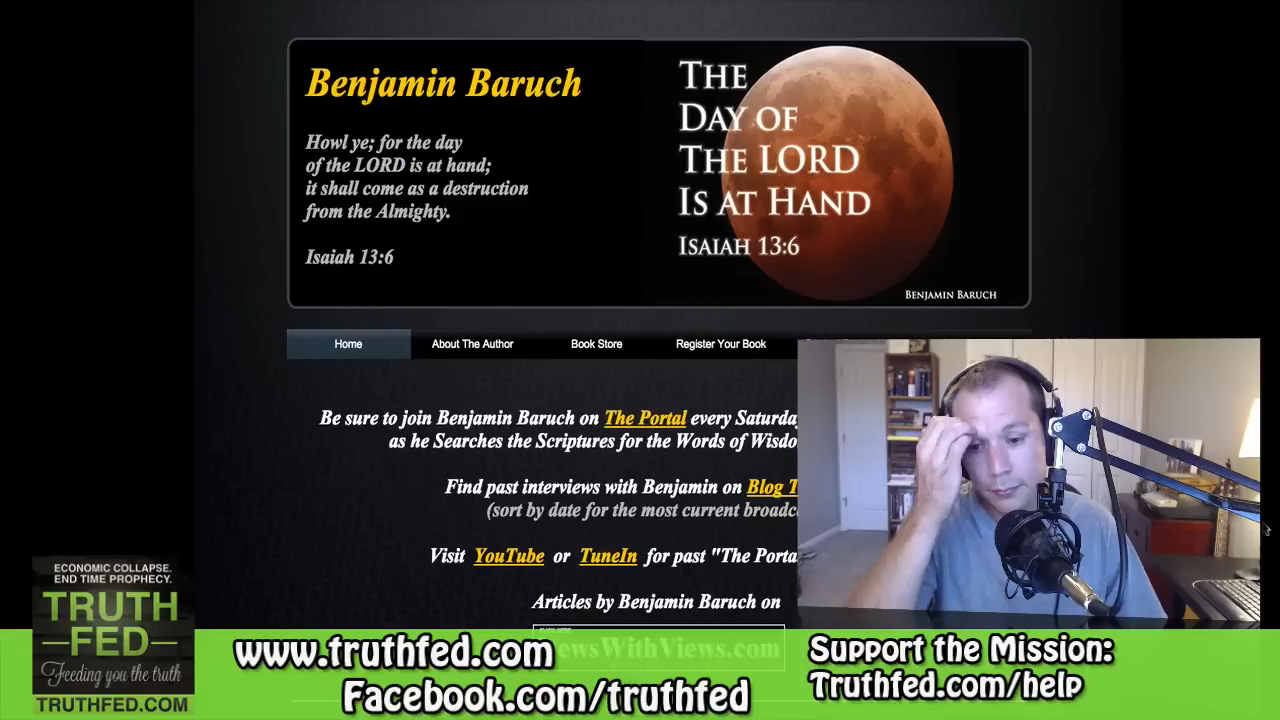 Benjamin Baruch
Howl ye; for the day
of the LORD is at hand;
it shall come as a destruction
from the Almighty.
Isaiah 13:6
THE
DAY OF
THE LORD
IS AT HAND
ISAIAH 13:6
BENJAMIN BARUCH
Home
About The Author
Book Store
Register Your Book
Be sure to join Benjamin Baruch on The Portal every Saturday
as he Searches the Scriptures for the Words of
Find past interviews with Benjamin on Blog
(sort by date for the most current
Visit YouTube or TuneIn for past "The
Articles by Benjamin Baruch on
WithViews.com
ECONOMIC COLLAPSE.
END TIME PROPHECY.
TRUTH
FED
Feeding you the truth
TRUTHFED.COM
www.truthfed.com
Facebook.com/truthfed
Support the Mission:
Truthfed.com/help